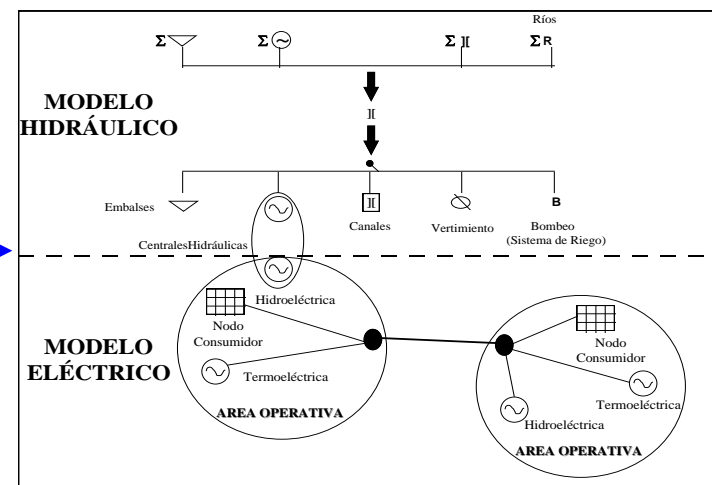 Ríos
Σ Σ Σ ][ Σ R
MODELO
HIDRÁULICO
][
Embalses
][
Canales
Vertimiento
B
Bombeo
(Sistema de Riego)
CentralesHidráulicas
Hidroeléctrica
Nodo
Consumidor
MODELO
ELÉCTRICO
Termoeléctrica
AREA OPERATIVA
Nodo
Consumidor
Termoeléctrica
Hidroeléctrica
AREA OPERATIVA